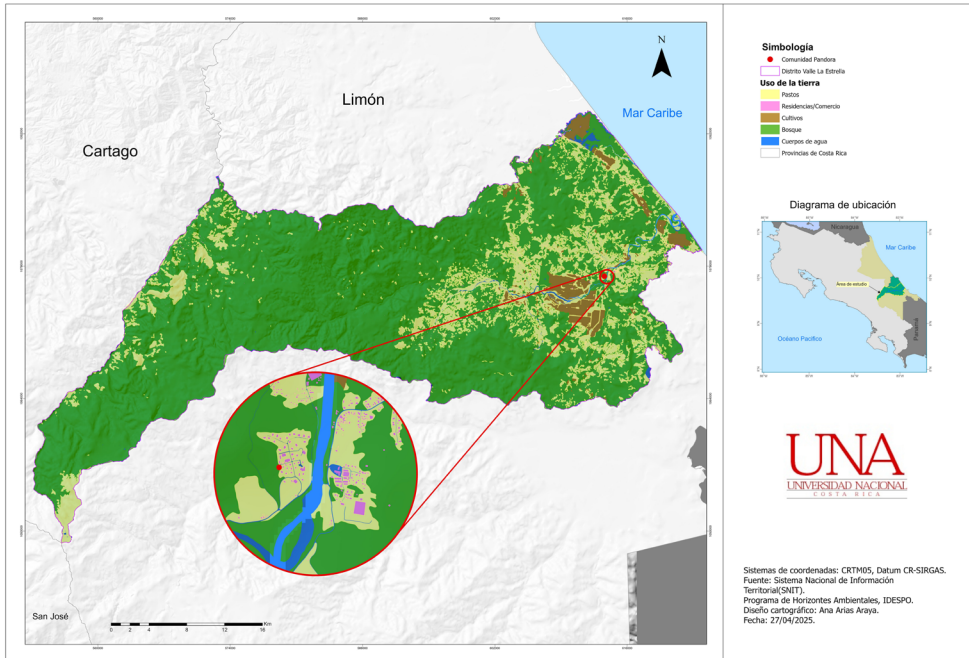 N
Limón
Cartago
Mar Caribe
San José
0 2 4 8 12 16
Km
Simbología
Comunidad Pandora
Distrito Valle La Estrella
Uso de la tierra
Pastos
Residencias/Comercio
Cultivos
Bosque
Cuerpos de agua
Provincias de Costa Rica
Diagrama de ubicación
Nicaragua
Mar Caribe
Área de estudio
Océano Pacífico
Panamá
UNA
UNIVERSIDAD NACIONAL
COSTA RICA
Sistemas de coordenadas: CRTM05, Datum CR-SIRGAS.
Fuente: Sistema Nacional de Información
Territorial(SNIT).
Programa de Horizontes Ambientales, IDESPO.
Diseño cartográfico: Ana Arias Araya.
Fecha: 27/04/2025.